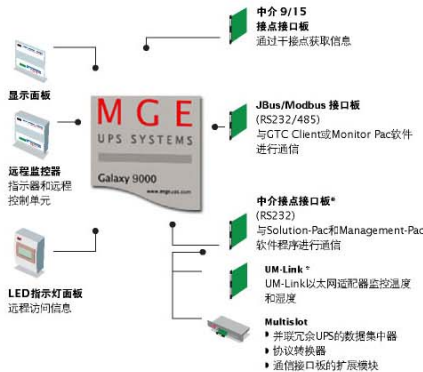 中介 9/15
接点接口板
通过干接点获取信息
显示面板
MGE
UPS SYSTEMS
Galaxy 9000
www.mgeups.com
JBus/Modbus 接口板
(RS232/485)
与GTC Client或Monitor Pac软件
进行通信
远程监控器
指示器和远程
控制单元
中介接点接口板*
(RS232)
与Solution-Pac和Management-Pac
软件程序进行通信
LED指示灯面板
远程访问信息
UM-Link *
UM-Link以太网适配器监控温度
和湿度
Multislot
• 并联冗余UPS的数据集中器
• 协议转换器
• 通信接口板的扩展模块